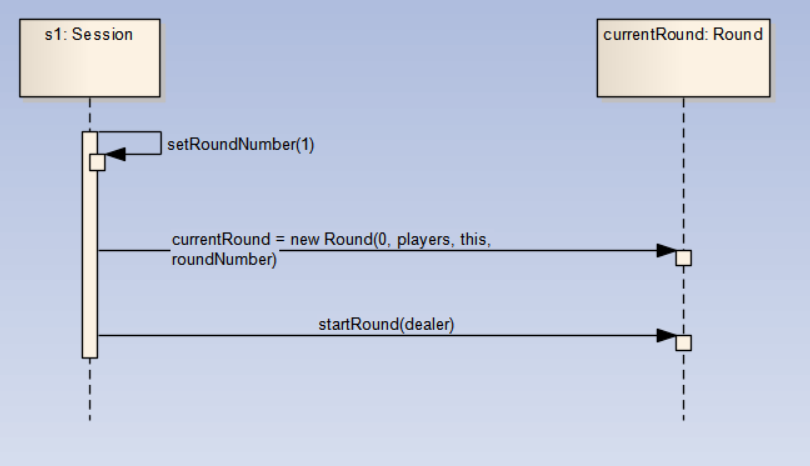 s1: Session
currentRound: Round
setRoundNumber(1)
currentRound = new Round(0, players, this,
roundNumber)
startRound(dealer)